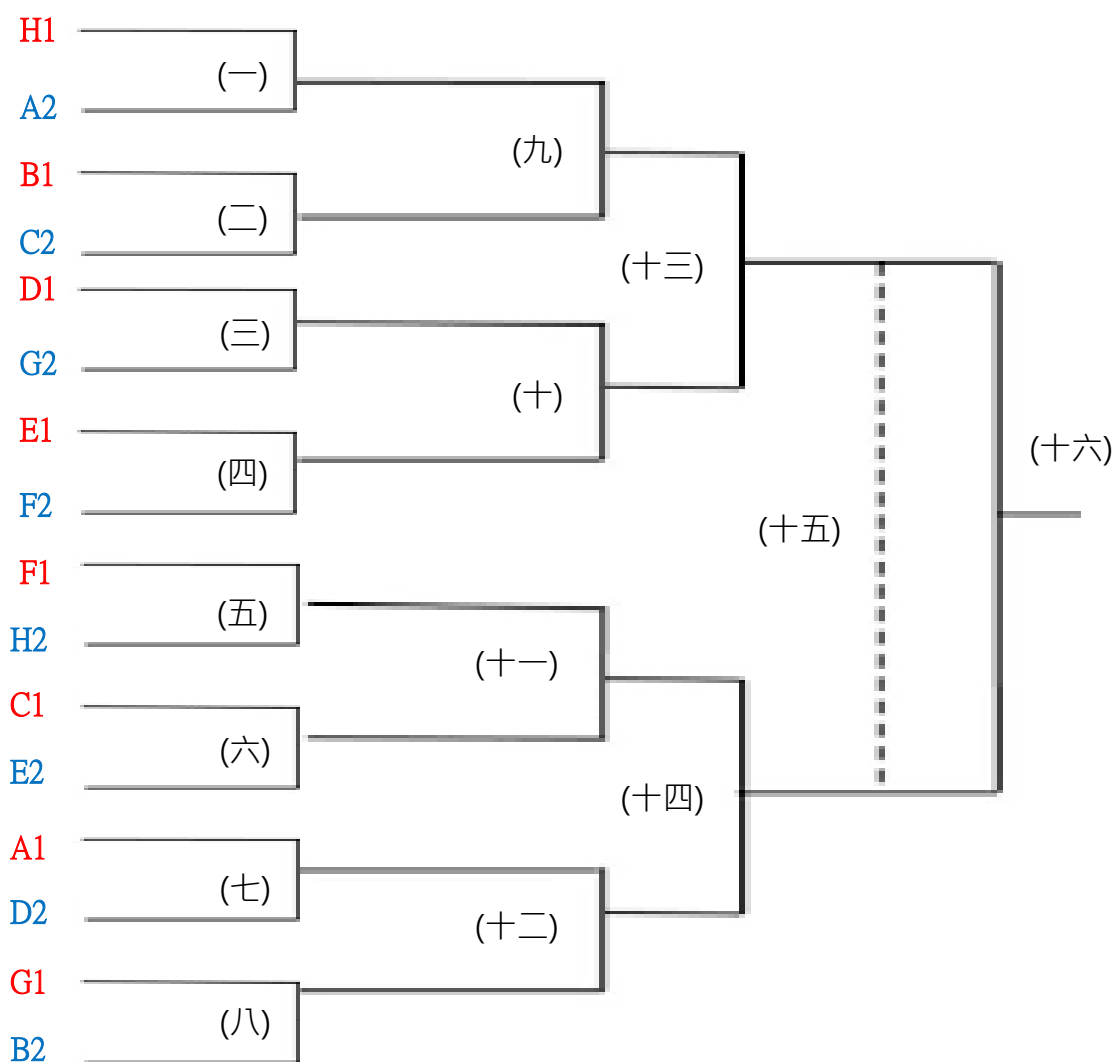 H1
(一)
A2
(九)
B1
(二)
C2
(十三)
D1
(三)
G2
(十)
E1
(四)
(十六)
F2
(十五)
F1
(五)
H2
(十一)
C1
(六)
E2
(十四)
A1
(七)
D2
(十二)
G1
(八)
B2